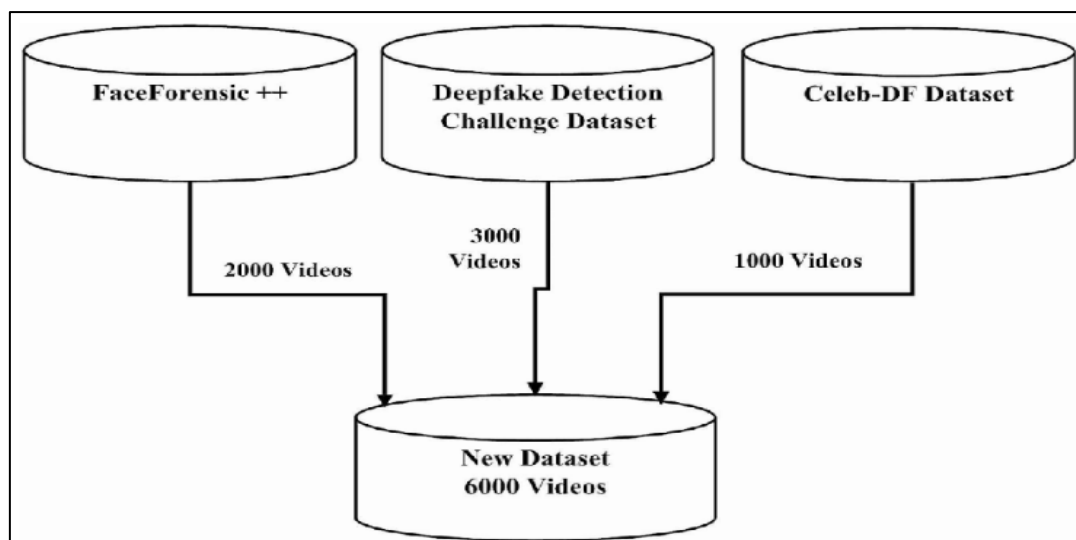 FaceForensic ++
Deepfake Detection
Challenge Dataset
Celeb-DF Dataset
2000 Videos
3000
Videos
1000 Videos
New Dataset
6000 Videos